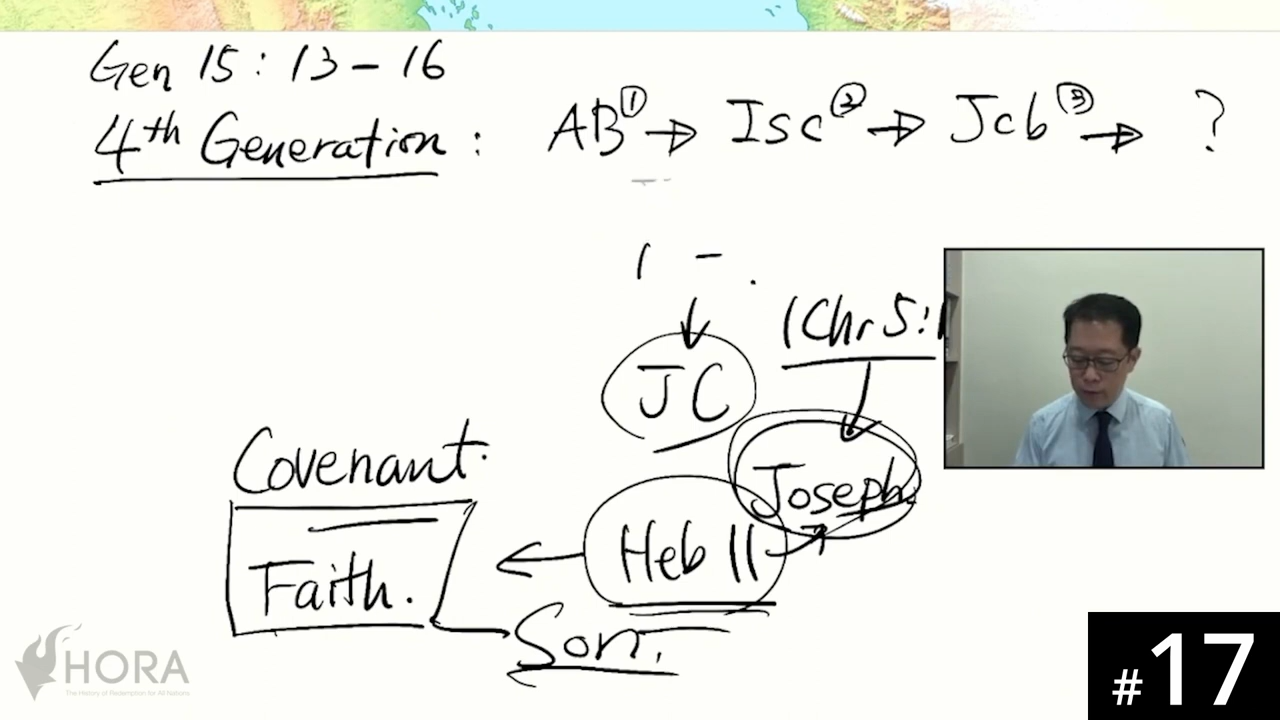 Gen 15:13-16
4th Generation : AB① → Isc② → Jcb③ → ?
1 - .
1Chr 5:1
JC
Covenant.
Joseph.
Heb 11
Faith.
Son.
HORA
The History of Redemption for All Nations
#17